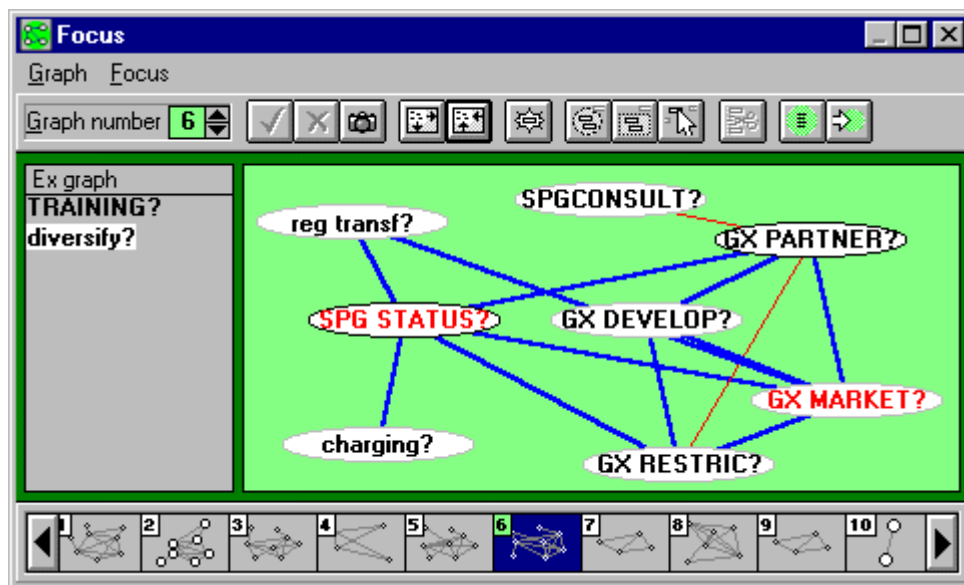 Focus
Graph Focus
Graph number 6
Ex graph
TRAINING?
diversify?
SPGCONSULT?
reg transf?
GX PARTNER?
SPG STATUS?
GX DEVELOP?
GX MARKET?
charging?
GX RESTRIC?
1 2 3 4 5 6 7 8 9 10